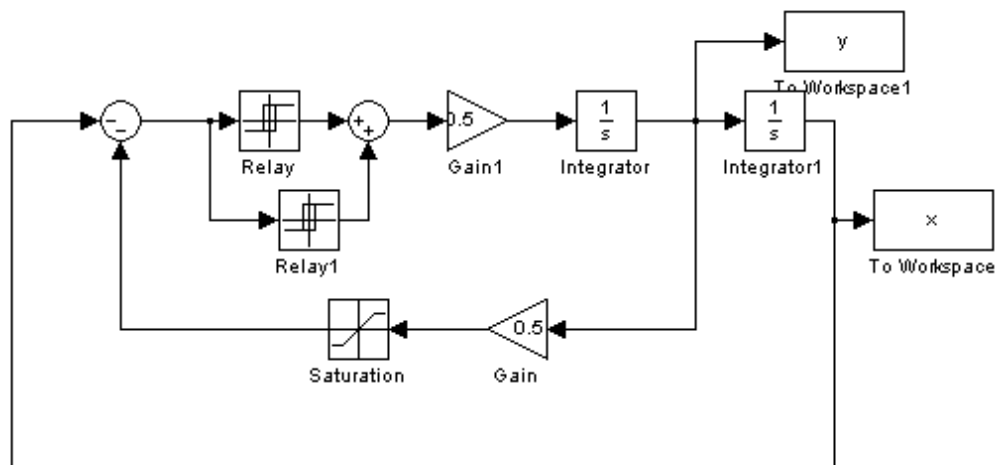 y
To Workspace1
Relay
0.5
Gain1
1
s
Integrator
1
s
Integrator1
Relay1
x
To Workspace
Saturation
0.5
Gain